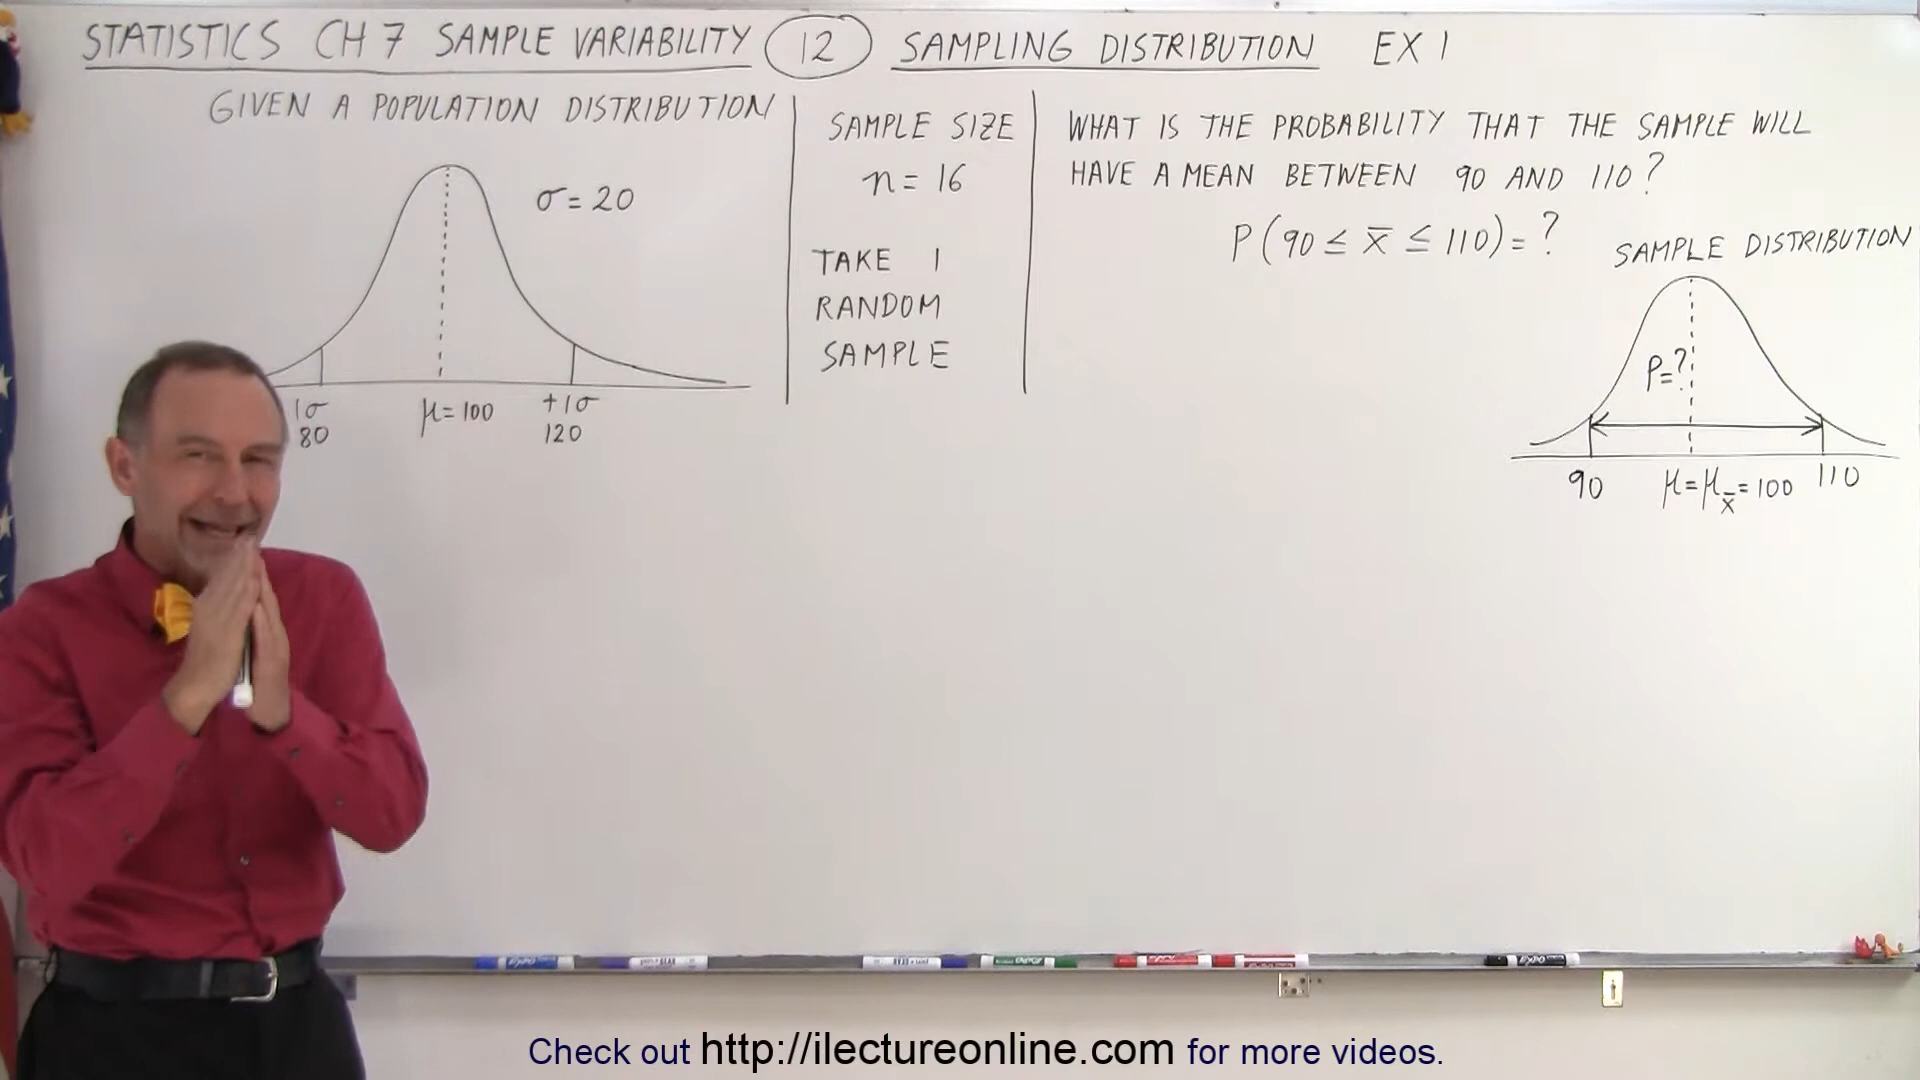 STATISTICS CH 7 SAMPLE VARIABILITY 12 SAMPLING DISTRIBUTION EX 1
GIVEN A POPULATION DISTRIBUTION
σ = 20
1σ
80
μ = 100
+1σ
120
SAMPLE SIZE
n = 16
TAKE 1
RANDOM
SAMPLE
WHAT IS THE PROBABILITY THAT THE SAMPLE WILL
HAVE A MEAN BETWEEN 90 AND 110?
P(90 ≤ x̄ ≤ 110) = ?
SAMPLE DISTRIBUTION
P=?
90 μ = μx̄ = 100 110
Check out http://ilectureonline.com for more videos.